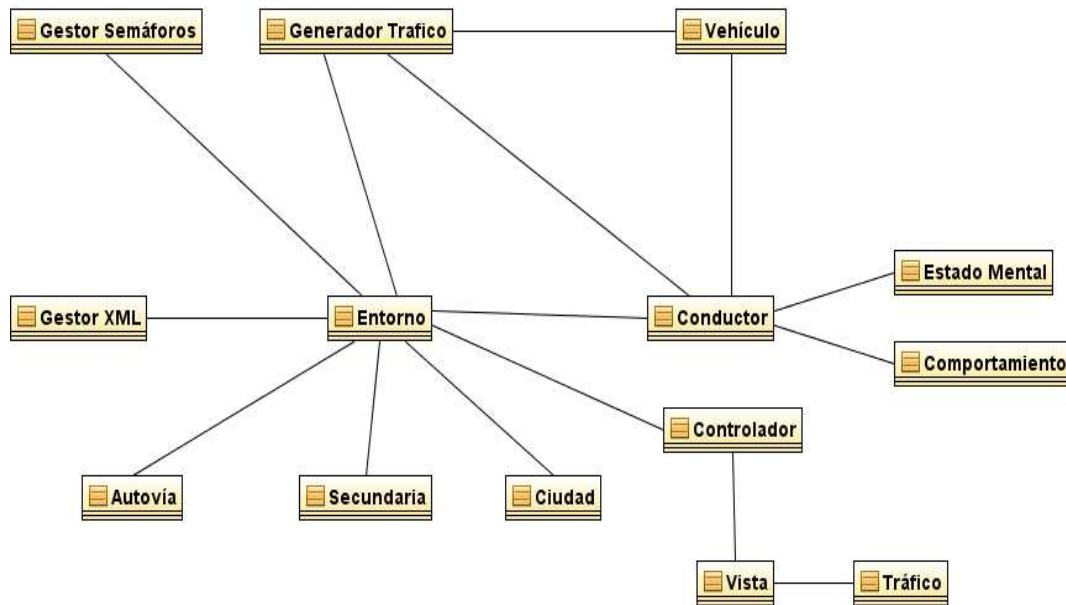 Gestor Semáforos
Generador Trafico
Vehículo
Estado Mental
Gestor XML
Entorno
Conductor
Comportamiento
Controlador
Autovía
Secundaria
Ciudad
Vista
Tráfico